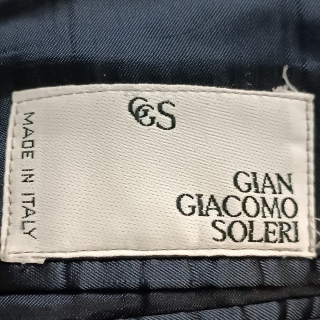 GGS
MADE IN ITALY
GIAN
GIACOMO
SOLERI